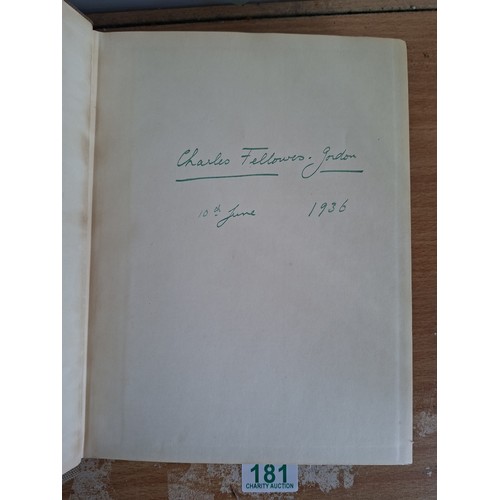 Charles Fellowes-Gordon
10th June 1936
181
CHARITY AUCTION